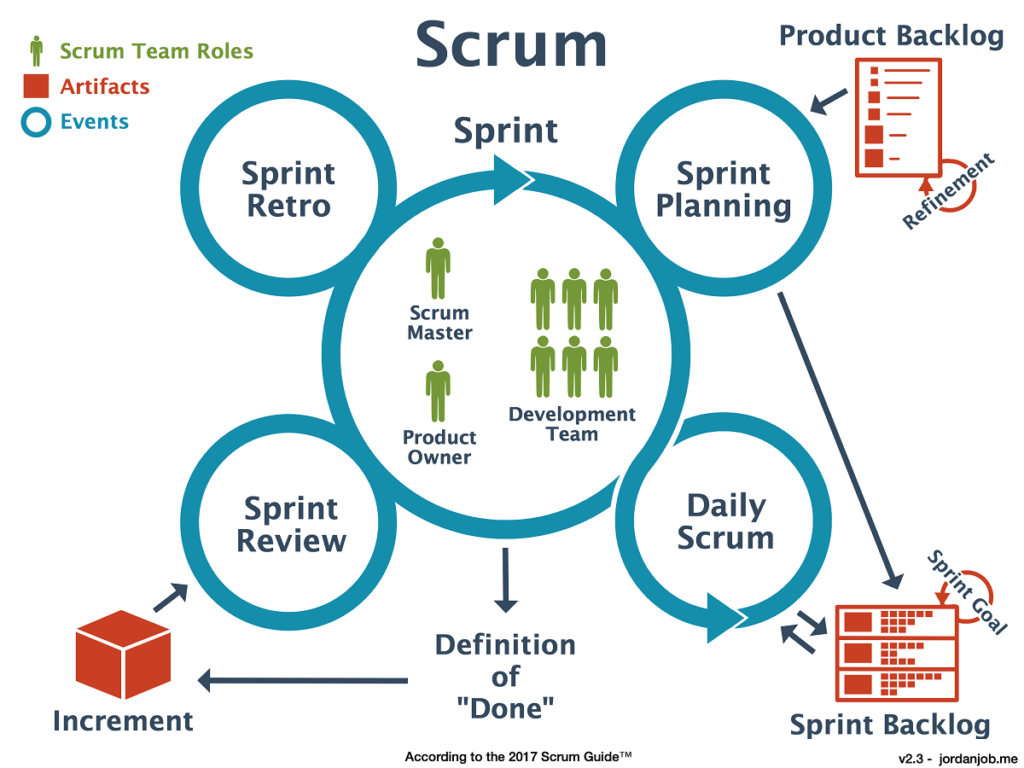 Scrum
Scrum Team Roles
Artifacts
Events
Product Backlog
Refinement
Sprint
Sprint
Retro
Sprint
Planning
Scrum
Master
Product
Owner
Development
Team
Sprint
Review
Daily
Scrum
Sprint Goal
Sprint Backlog
Definition
of
"Done"
Increment
According to the 2017 Scrum Guide™
v2.3 - jordanjob.me